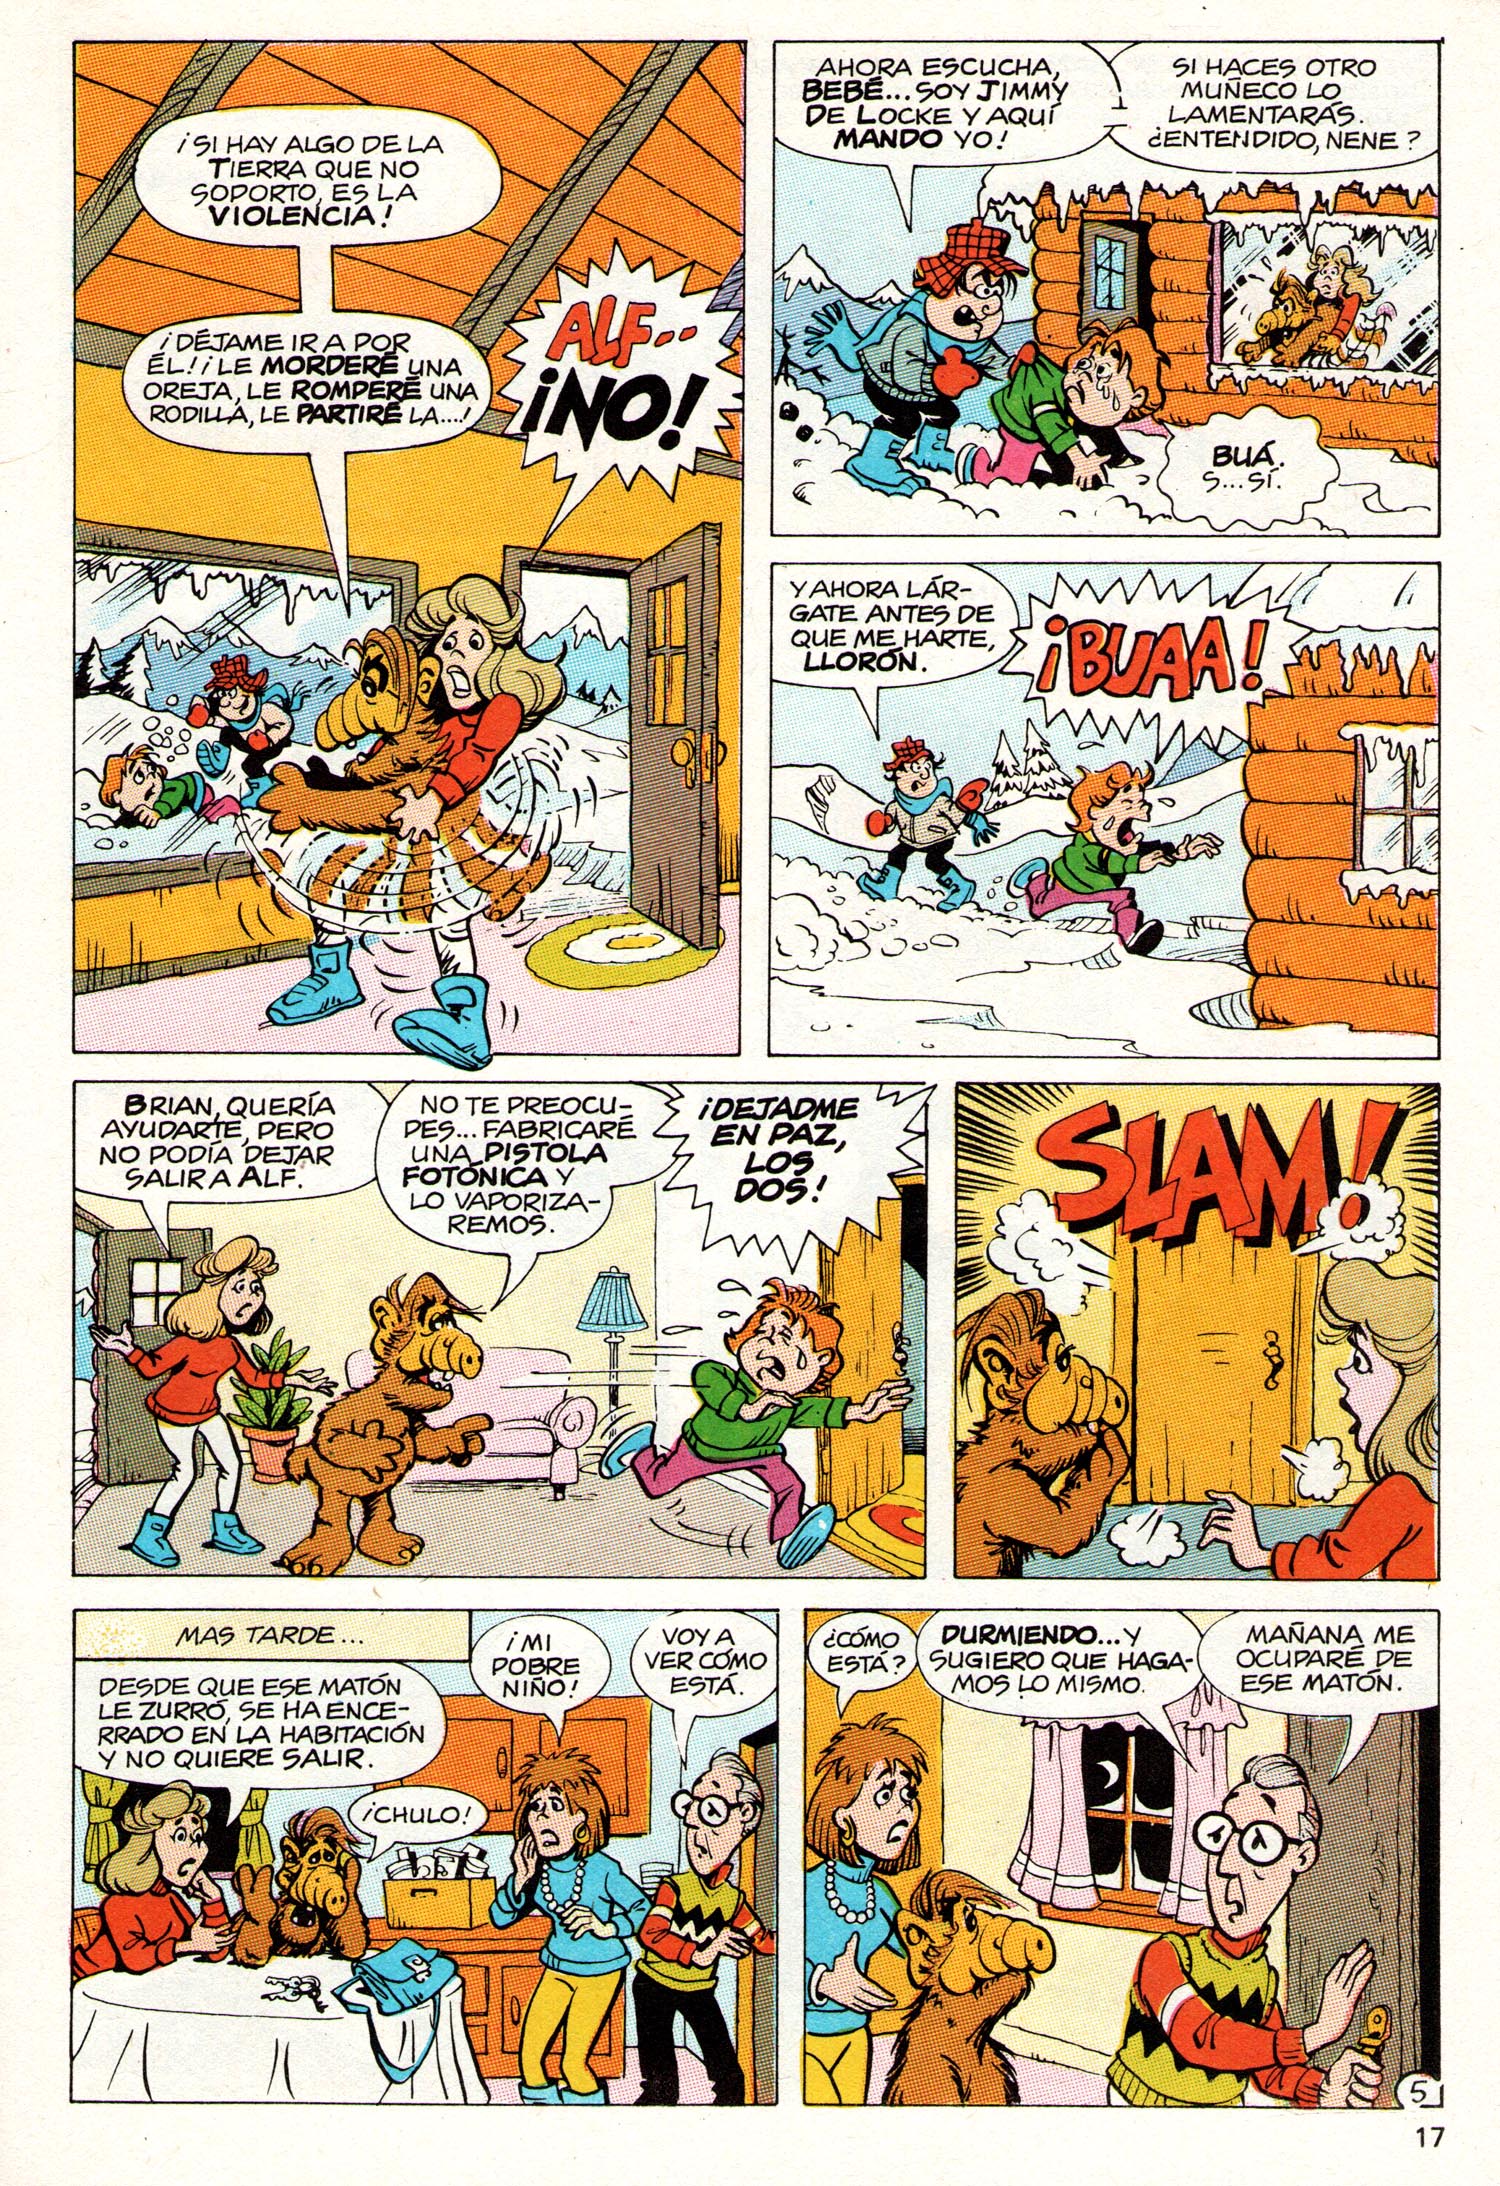 ¡SI HAY ALGO DE LA
TIERRA QUE NO
SOPORTO, ES LA
VIOLENCIA!
¡DÉJAME IR A POR
ÉL! ¡LE MORDERÉ UNA
OREJA, LE ROMPERÉ UNA
RODILLA, LE PARTIRÉ LA...!
ALF--
¡NO!
AHORA ESCUCHA,
BEBÉ... SOY JIMMY
DE LOCKE Y AQUÍ
MANDO YO!
SI HACES OTRO
MUÑECO LO
LAMENTARÁS.
¿ENTENDIDO, NENE?
BUÁ.
S...SÍ.
Y AHORA LÁR-
GATE ANTES DE
QUE ME HARTE,
LLORÓN.
¡BUAA!
BRIAN, QUERÍA
AYUDARTE, PERO
NO PODÍA DEJAR
SALIR A ALF.
NO TE PREOCU-
PES... FABRICARÉ
UNA PISTOLA
FOTÓNICA Y
LO VAPORIZA-
REMOS.
¡DEJADME
EN PAZ,
LOS
DOS!
SLAM!
MAS TARDE...
DESDE QUE ESE MATÓN
LE ZURRÓ, SE HA ENCE-
RRADO EN LA HABITACIÓN
Y NO QUIERE SALIR.
¡CHULO!
¡MI
POBRE
NIÑO!
VOY A
VER CÓMO
ESTÁ.
¿CÓMO
ESTÁ?
DURMIENDO... Y
SUGIERO QUE HAGA-
MOS LO MISMO.
MAÑANA ME
OCUPARÉ DE
ESE MATÓN.
5
17